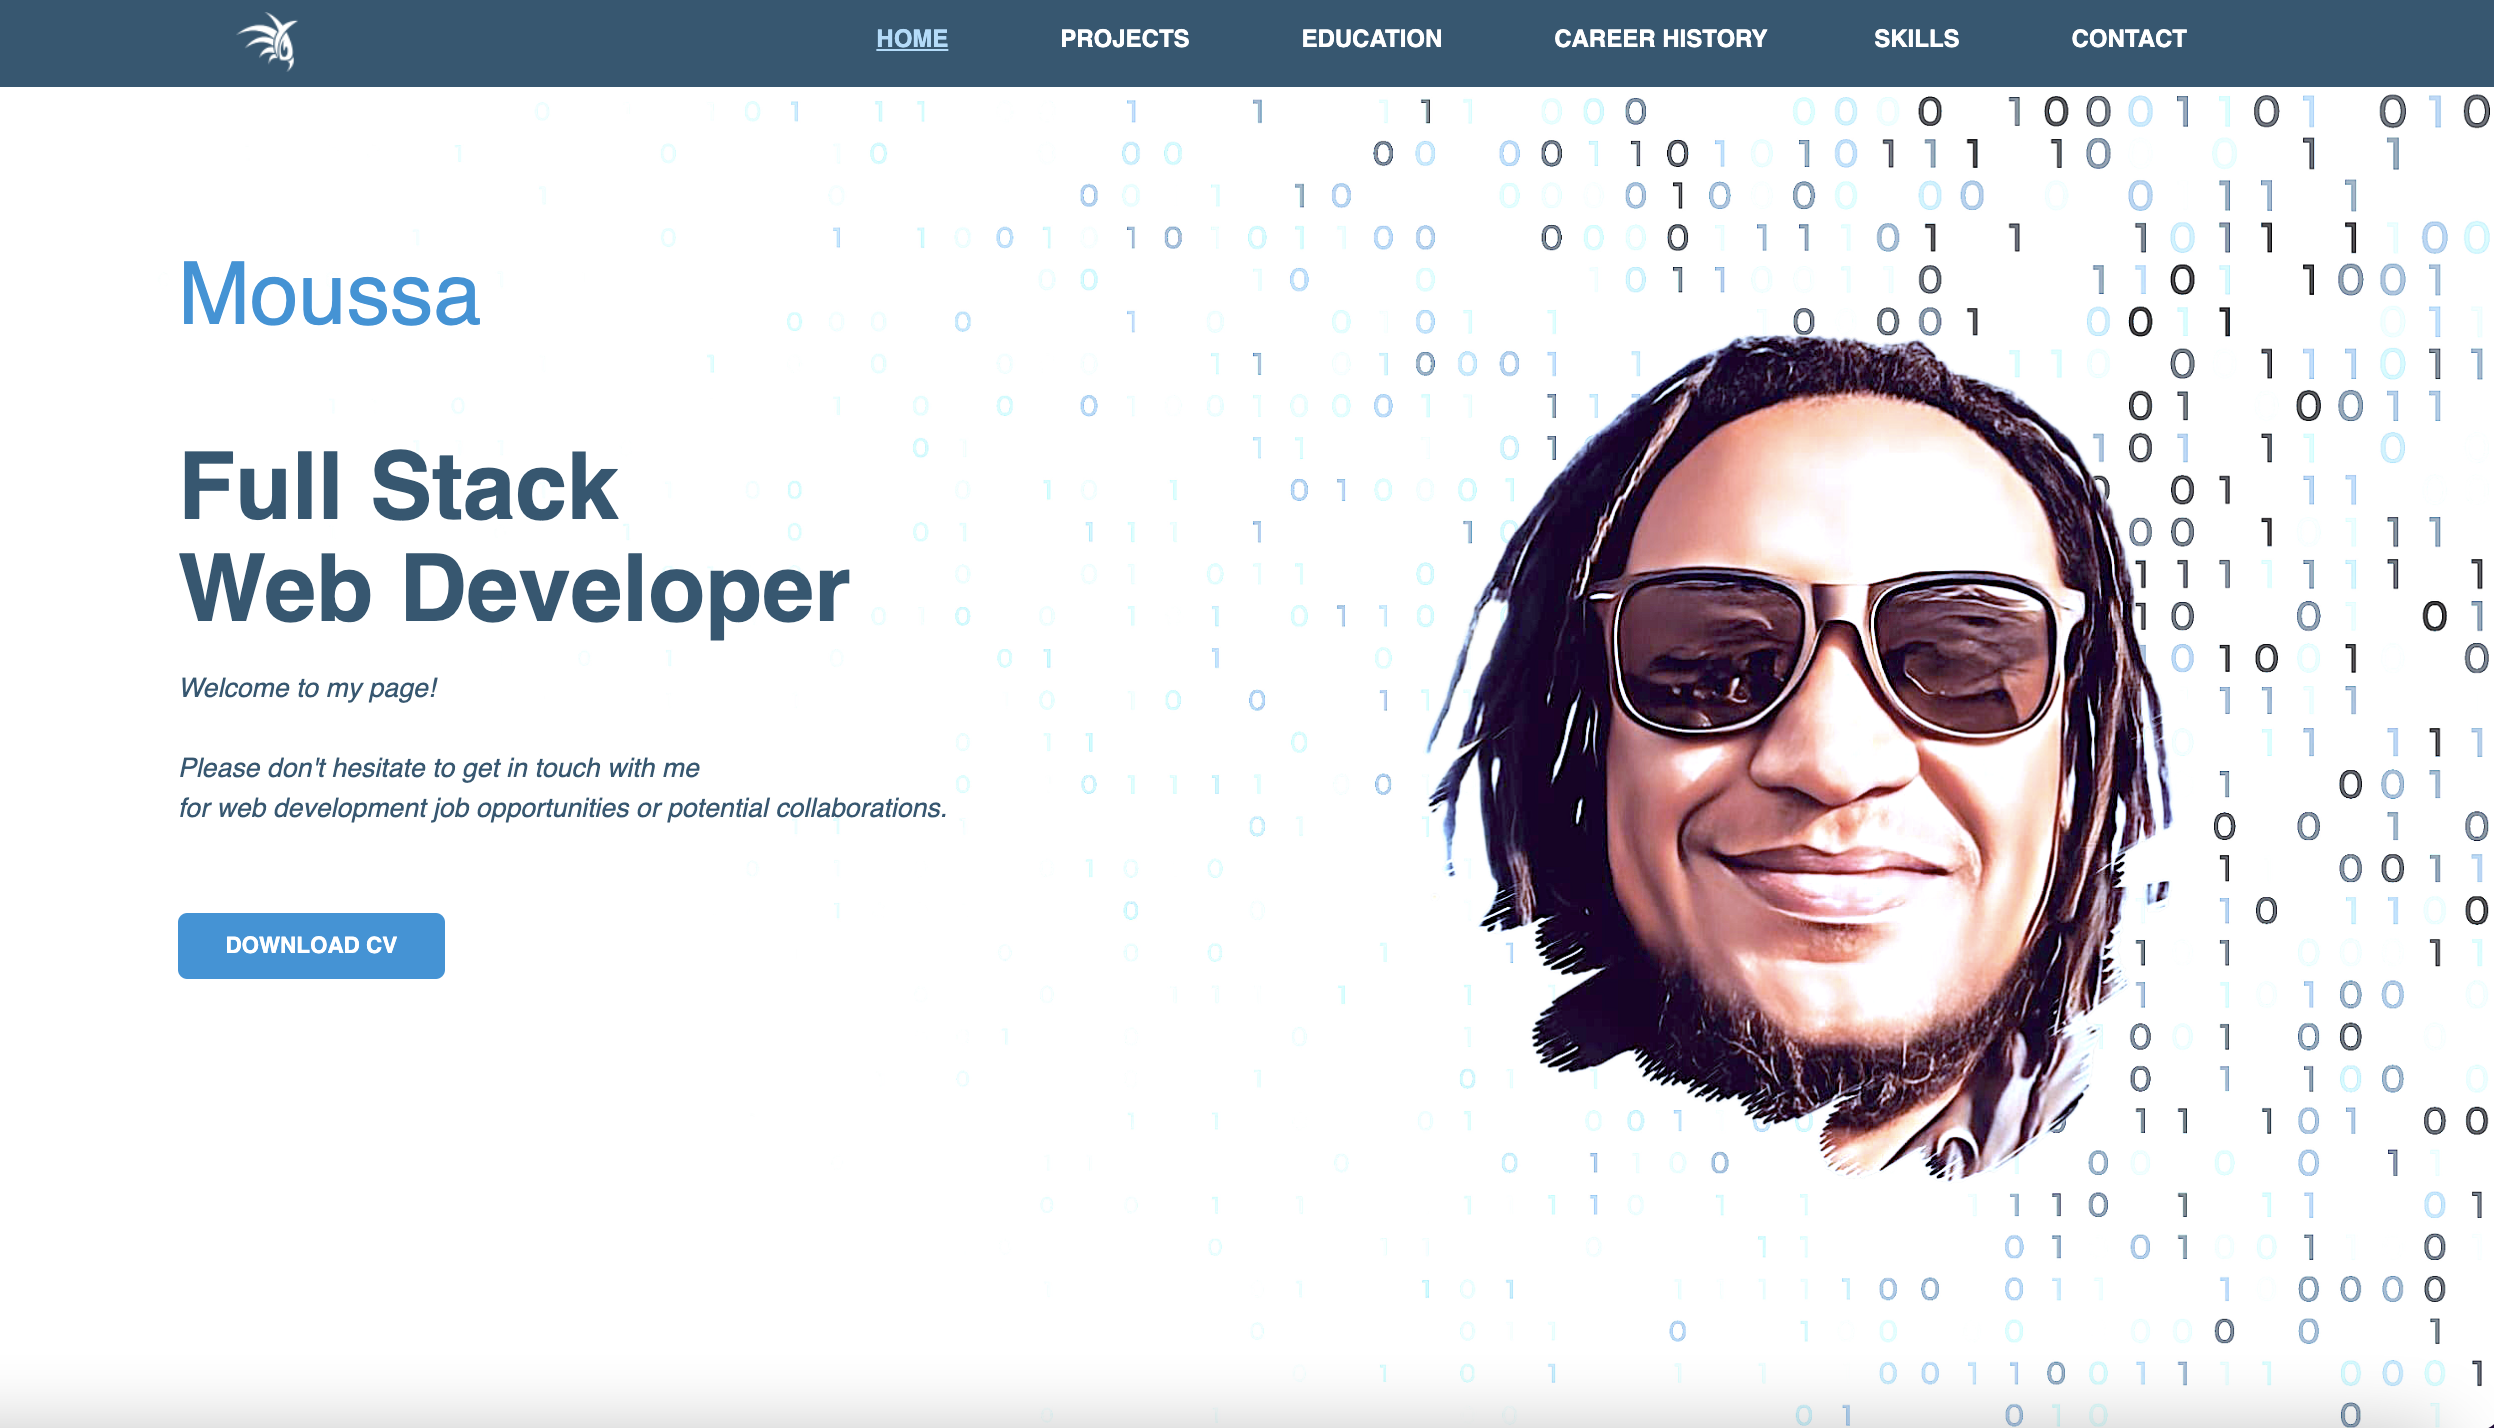 HOME PROJECTS EDUCATION CAREER HISTORY SKILLS CONTACT
Moussa
Full Stack
Web Developer
Welcome to my page!
Please don't hesitate to get in touch with me
for web development job opportunities or potential collaborations.
DOWNLOAD CV